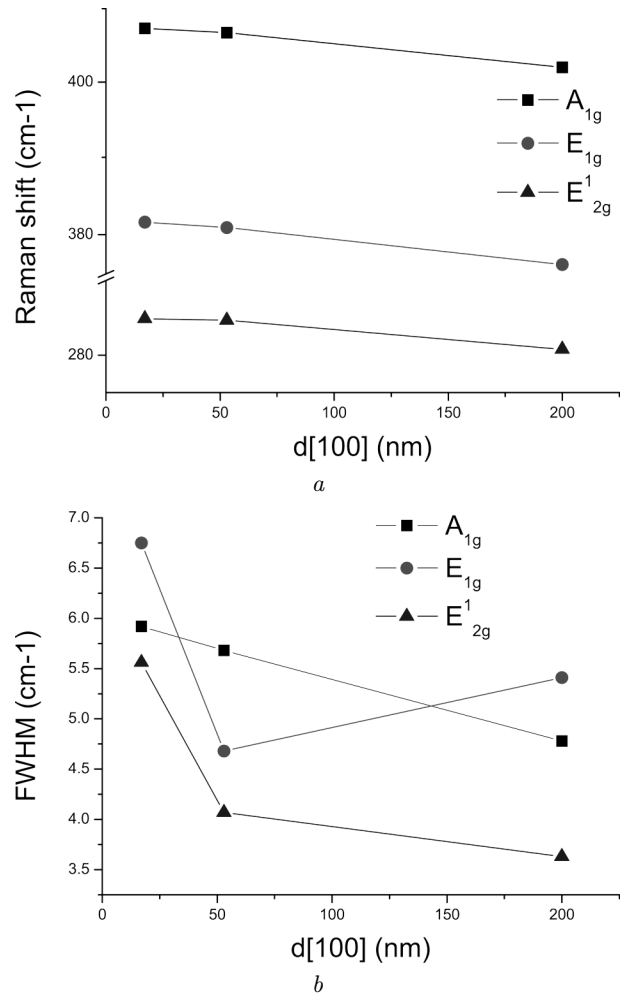 400
380
280
Raman shift (cm-1)
A1g
E1g
E12g
0 50 100 150 200
d[100] (nm)
a
7.0
6.5
6.0
5.5
5.0
4.5
4.0
3.5
FWHM (cm-1)
A1g
E1g
E12g
0 50 100 150 200
d[100] (nm)
b